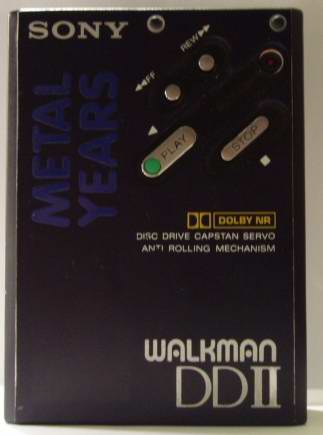 SONY
METAL
YEARS
REW
FF
PLAY
STOP
DOLBY NR
DISC DRIVE CAPSTAN SERVO
ANTI ROLLING MECHANISM
WALKMAN
DDII